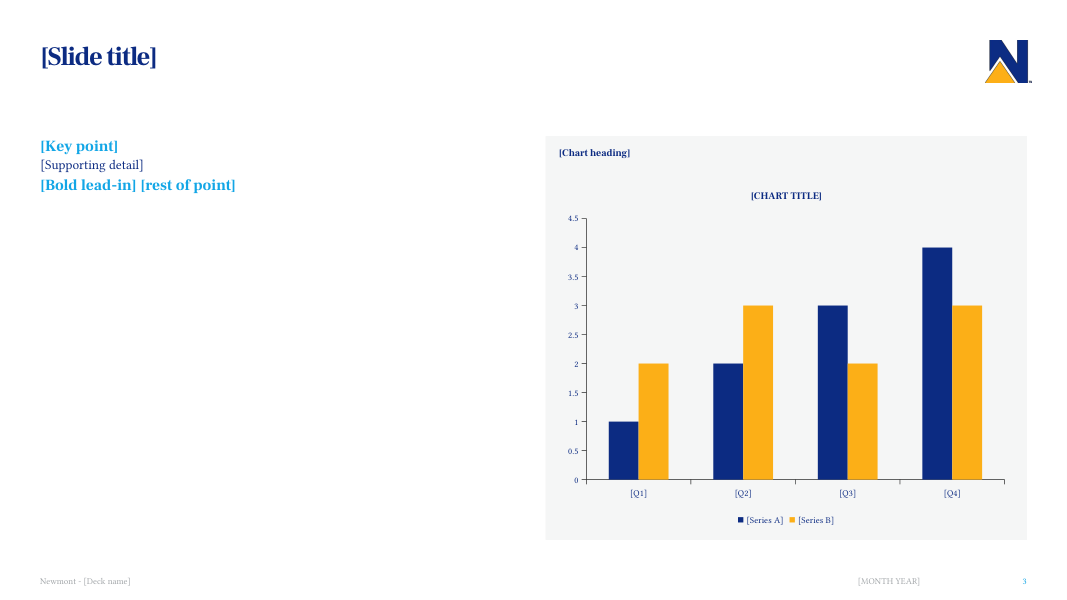 [Slide title]
[Key point]
[Supporting detail]
[Bold lead-in] [rest of point]
[Chart heading]
[CHART TITLE]
4.5
4
3.5
3
2.5
2
1.5
1
0.5
0
[Q1] [Q2] [Q3] [Q4]
[Series A] [Series B]
Newmont - [Deck name] [MONTH YEAR] 3